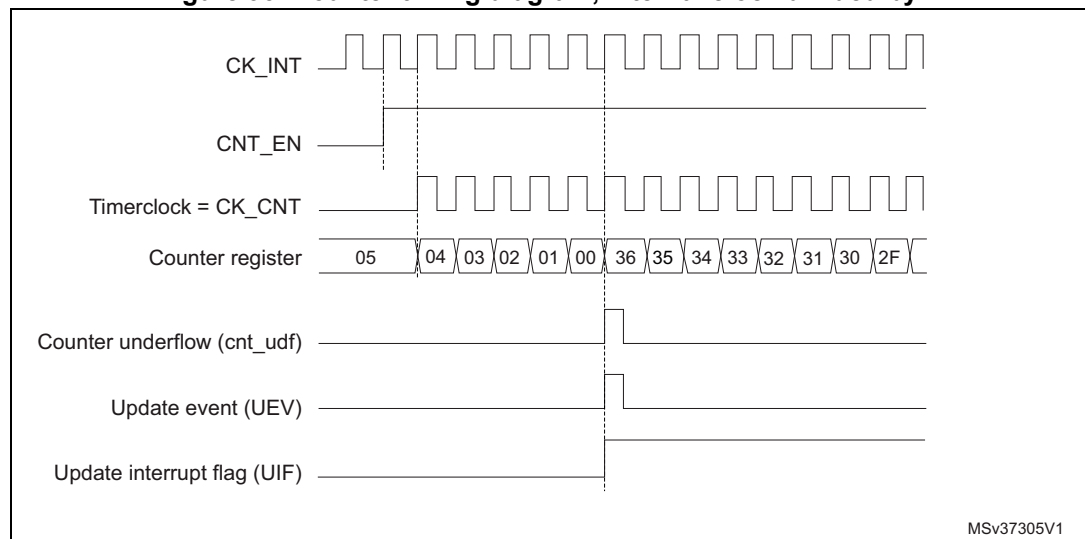 CK_INT
CNT_EN
Timerclock = CK_CNT
Counter register 05 04 03 02 01 00 36 35 34 33 32 31 30 2F
Counter underflow (cnt_udf)
Update event (UEV)
Update interrupt flag (UIF)
MSv37305V1